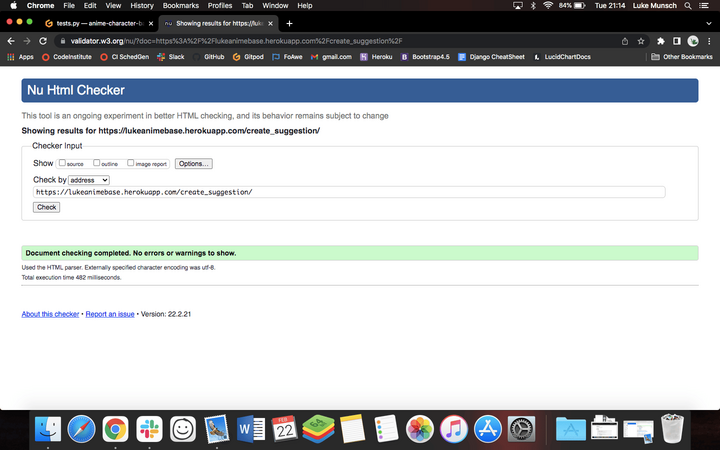 Chrome File Edit View History Bookmarks Profiles Tab Window Help 84% Tue 21:14 Luke Munsch
tests.py — anime-character- Showing results for https://luk
validator.w3.org/nu/?doc=https%3A%2F%2Flukeanimebase.herokuapp.com%2Fcreate_suggestion%2F
Apps CodeInstitute CI SchedGen Slack GitHub Gitpod FoAwe gmail.com Heroku Bootstrap4.5 Django CheatSheet LucidChartDocs Other Bookmarks
Nu Html Checker
This tool is an ongoing experiment in better HTML checking, and its behavior remains subject to change
Showing results for https://lukeanimebase.herokuapp.com/create_suggestion/
Checker Input
Show source outline image report Options...
Check by address
https://lukeanimebase.herokuapp.com/create_suggestion/
Check
Document checking completed. No errors or warnings to show.
Used the HTML parser. Externally specified character encoding was utf-8.
Total execution time 482 milliseconds.
About this checker • Report an issue • Version: 22.2.21
FEB
22
64